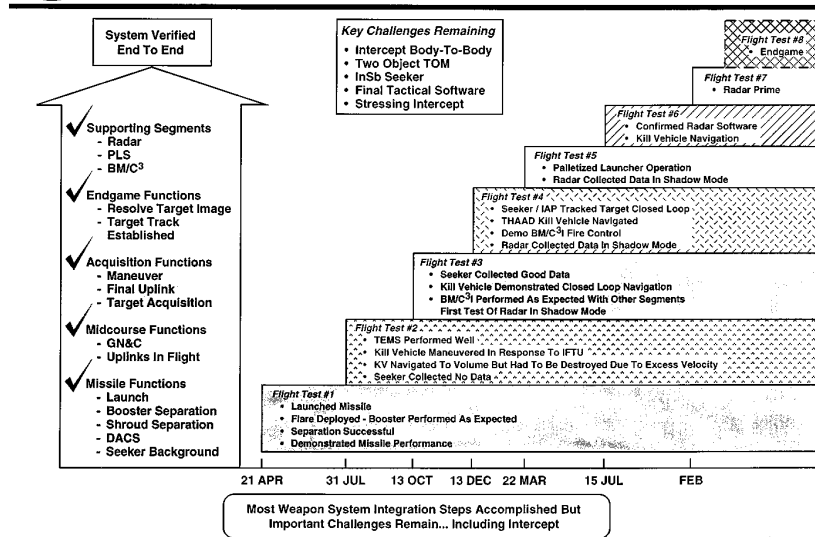 System Verified
End To End
Key Challenges Remaining
• Intercept Body-To-Body
• Two Object TOM
• InSb Seeker
• Final Tactical Software
• Stressing Intercept
Supporting Segments
- Radar
- PLS
- BM/C³
Endgame Functions
- Resolve Target Image
- Target Track
Established
Acquisition Functions
- Maneuver
- Final Uplink
- Target Acquisition
Midcourse Functions
- GN&C
- Uplinks In Flight
Missile Functions
- Launch
- Booster Separation
- Shroud Separation
- DACS
- Seeker Background
Flight Test #8
• Endgame
Flight Test #7
• Radar Prime
Flight Test #6
• Confirmed Radar Software
• Kill Vehicle Navigation
Flight Test #5
• Palletized Launcher Operation
• Radar Collected Data In Shadow Mode
Flight Test #4
• Seeker / IAP Tracked Target Closed Loop
• THAAD Kill Vehicle Navigated
• Demo BM/C³I Fire Control
• Radar Collected Data In Shadow Mode
Flight Test #3
• Seeker Collected Good Data
• Kill Vehicle Demonstrated Closed Loop Navigation
• BM/C³I Performed As Expected With Other Segments
First Test Of Radar In Shadow Mode
Flight Test #2
• TEMS Performed Well
• Kill Vehicle Maneuvered In Response To IFTU
• KV Navigated To Volume But Had To Be Destroyed Due To Excess Velocity
• Seeker Collected No Data
Flight Test #1
• Launched Missile
• Flare Deployed - Booster Performed As Expected
• Separation Successful
• Demonstrated Missile Performance
21 APR 31 JUL 13 OCT 13 DEC 22 MAR 15 JUL FEB
Most Weapon System Integration Steps Accomplished But
Important Challenges Remain... Including Intercept